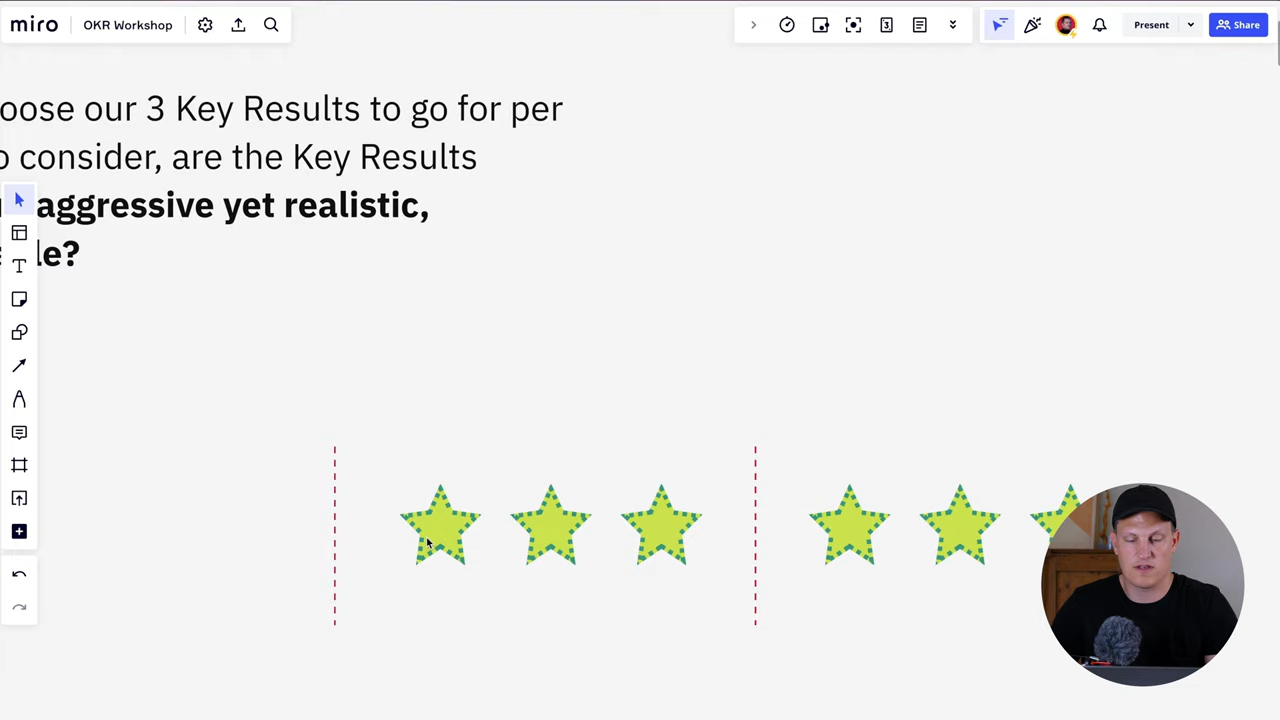 miro
OKR Workshop
3
Present
Share
oose our 3 Key Results to go for per
o consider, are the Key Results
aggressive yet realistic,
le?